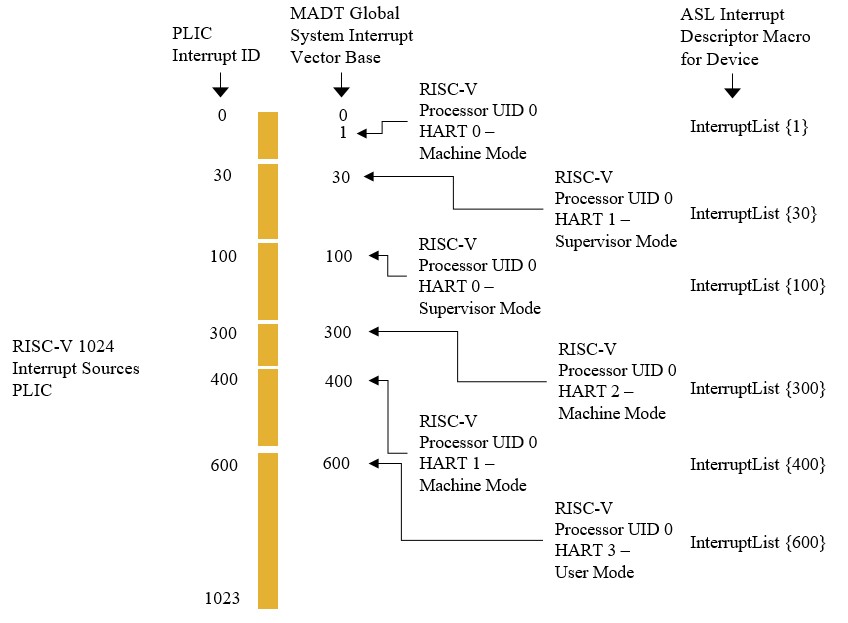 PLIC
Interrupt ID
MADT Global
System Interrupt
Vector Base
ASL Interrupt
Descriptor Macro
for Device
0
0
1
RISC-V
Processor UID 0
HART 0 –
Machine Mode
InterruptList {1}
30
30
RISC-V
Processor UID 0
HART 1 –
Supervisor Mode
InterruptList {30}
100
100
RISC-V
Processor UID 0
HART 0 –
Supervisor Mode
InterruptList {100}
RISC-V 1024
Interrupt Sources
PLIC
300
300
RISC-V
Processor UID 0
HART 2 –
Machine Mode
InterruptList {300}
400
400
RISC-V
Processor UID 0
HART 1 –
Machine Mode
InterruptList {400}
600
600
RISC-V
Processor UID 0
HART 3 –
User Mode
InterruptList {600}
1023